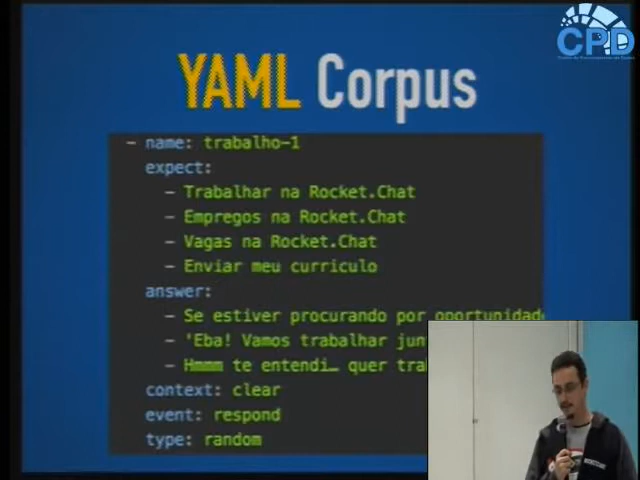 CPD
YAML Corpus
- name: trabalho-1
expect:
- Trabalhar na Rocket.Chat
- Empregos na Rocket.Chat
- Vagas na Rocket.Chat
- Enviar meu curriculo
answer:
- Se estiver procurando por oportunidad
- 'Eba! Vamos trabalhar jun
- Hmmm te entendi… quer tra
context: clear
event: respond
type: random